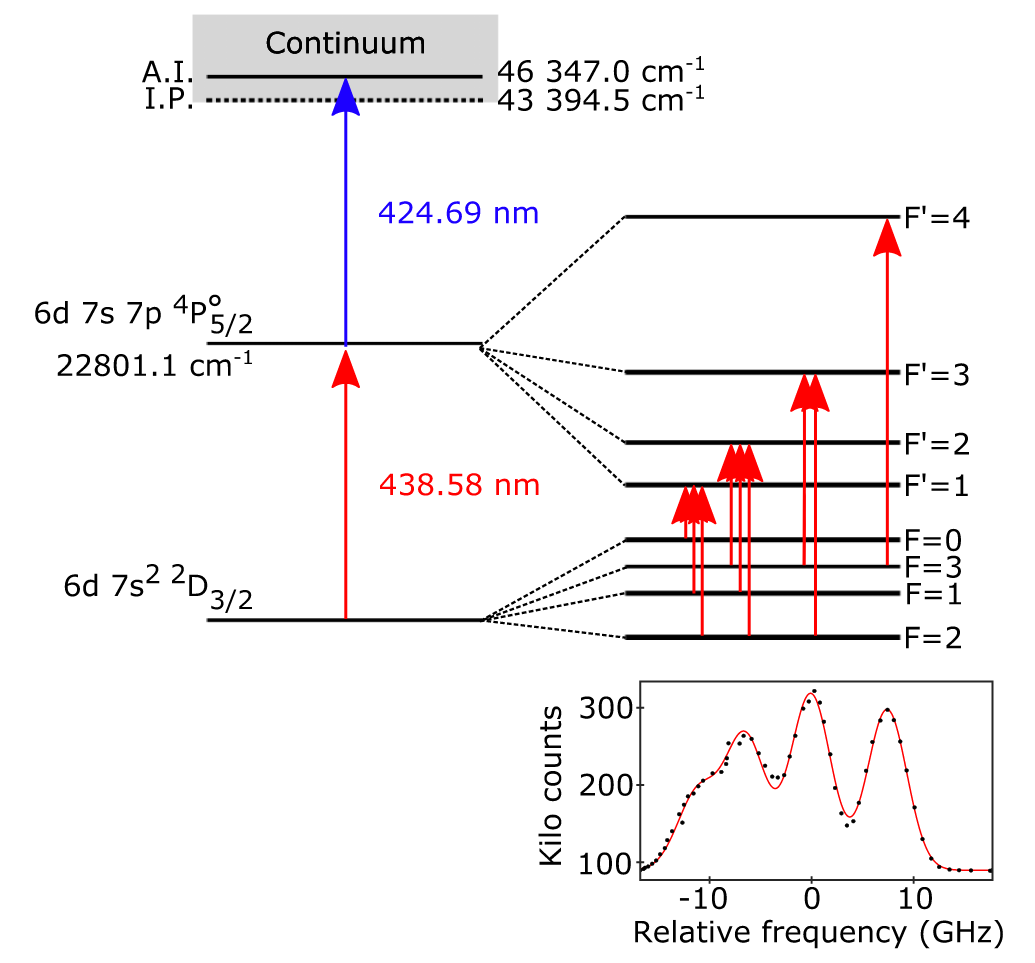 Continuum
A.I.
46 347.0 cm⁻¹
I.P.
43 394.5 cm⁻¹
424.69 nm
F'=4
6d 7s 7p ⁴P°5/2
22801.1 cm⁻¹
F'=3
F'=2
438.58 nm
F'=1
F=0
F=3
6d 7s² ²D3/2
F=1
F=2
Kilo counts
300
200
100
-10 0 10
Relative frequency (GHz)